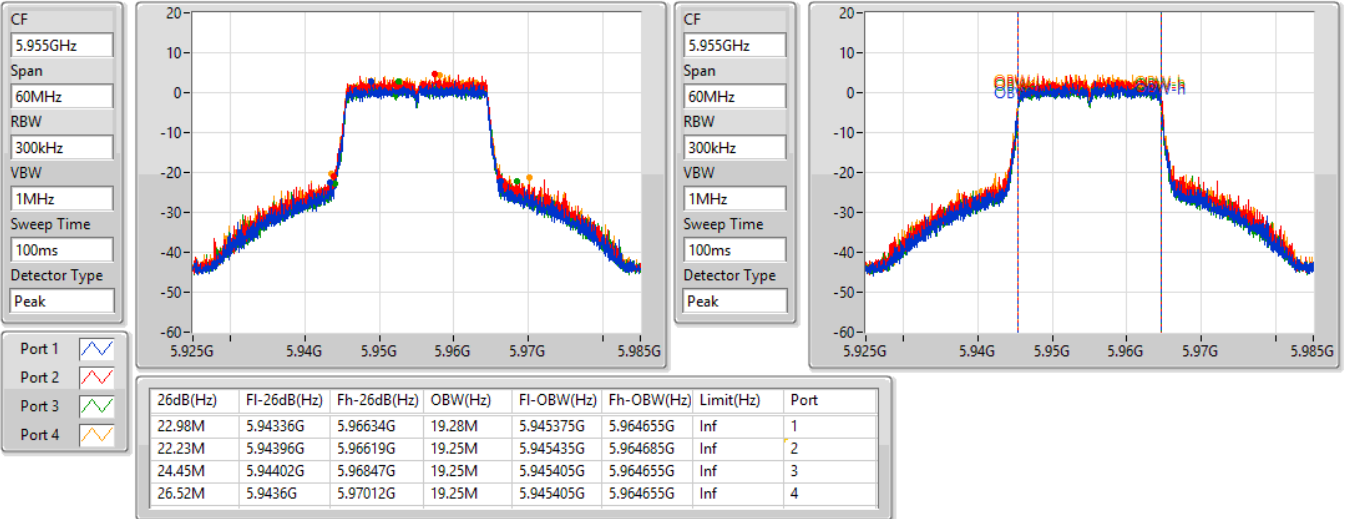 CF
5.955GHz
Span
60MHz
RBW
300kHz
VBW
1MHz
Sweep Time
100ms
Detector Type
Peak
Port 1
Port 2
Port 3
Port 4
20
10
0
-10
-20
-30
-40
-50
-60
5.925G 5.94G 5.95G 5.96G 5.97G 5.985G
CF
5.955GHz
Span
60MHz
RBW
300kHz
VBW
1MHz
Sweep Time
100ms
Detector Type
Peak
20
10
0
-10
-20
-30
-40
-50
-60
5.925G 5.94G 5.95G 5.96G 5.97G 5.985G
26dB(Hz) Fl-26dB(Hz) Fh-26dB(Hz) OBW(Hz) Fl-OBW(Hz) Fh-OBW(Hz) Limit(Hz) Port
22.98M 5.94336G 5.96634G 19.28M 5.945375G 5.964655G Inf 1
22.23M 5.94396G 5.96619G 19.25M 5.945435G 5.964685G Inf 2
24.45M 5.94402G 5.96847G 19.25M 5.945405G 5.964655G Inf 3
26.52M 5.9436G 5.97012G 19.25M 5.945405G 5.964655G Inf 4